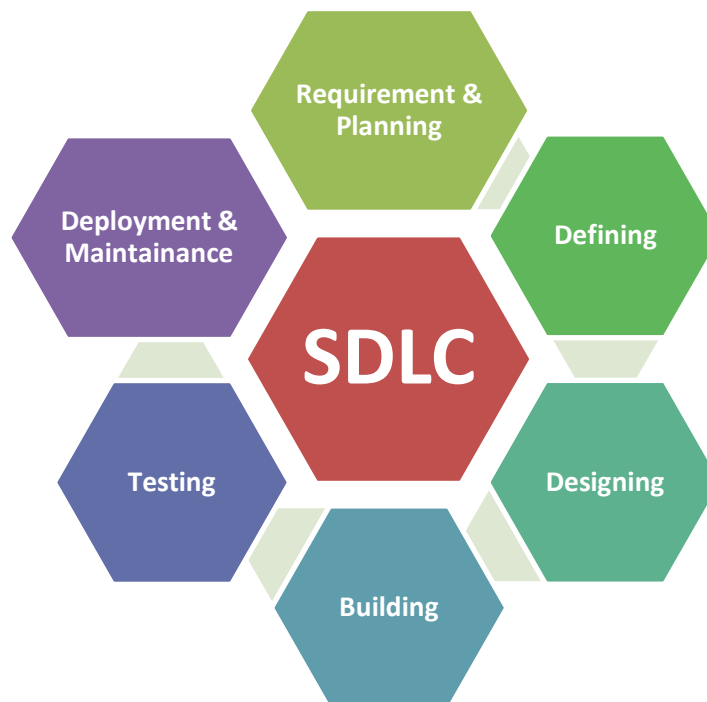 Requirement &
Planning
Defining
Designing
Building
Testing
Deployment &
Maintainance
SDLC